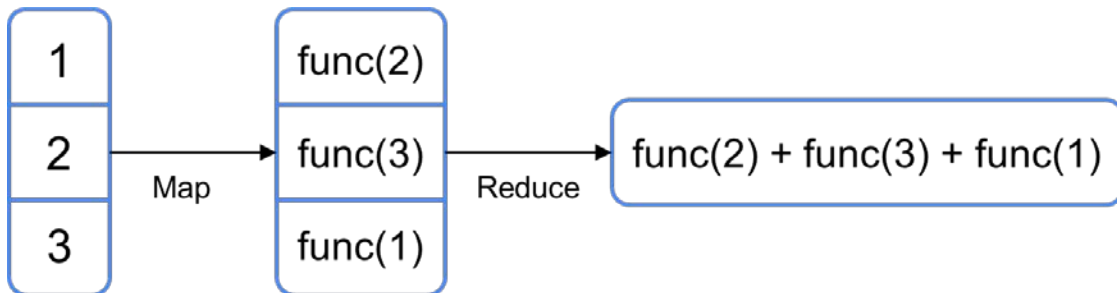 1
2
3
Map
func(2)
func(3)
func(1)
Reduce
func(2) + func(3) + func(1)